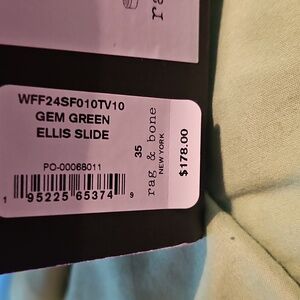 WFF24SF010TV10
GEM GREEN
ELLIS SLIDE
PO-00068011
1 95225 65374 9
35
rag & bone
NEW YORK
$178.00